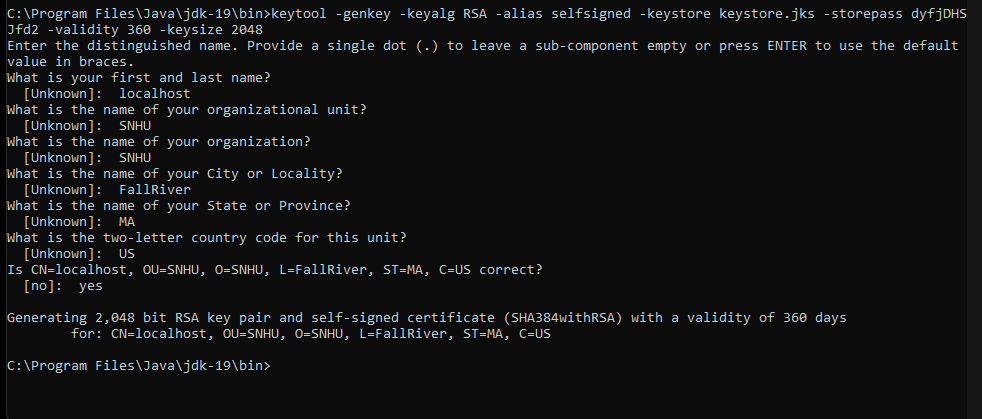 C:\Program Files\Java\jdk-19\bin>keytool -genkey -keyalg RSA -alias selfsigned -keystore keystore.jks -storepass dyfjDHS
Jfd2 -validity 360 -keysize 2048
Enter the distinguished name. Provide a single dot (.) to leave a sub-component empty or press ENTER to use the default
value in braces.
What is your first and last name?
  [Unknown]:  localhost
What is the name of your organizational unit?
  [Unknown]:  SNHU
What is the name of your organization?
  [Unknown]:  SNHU
What is the name of your City or Locality?
  [Unknown]:  FallRiver
What is the name of your State or Province?
  [Unknown]:  MA
What is the two-letter country code for this unit?
  [Unknown]:  US
Is CN=localhost, OU=SNHU, O=SNHU, L=FallRiver, ST=MA, C=US correct?
  [no]:  yes

Generating 2,048 bit RSA key pair and self-signed certificate (SHA384withRSA) with a validity of 360 days
        for: CN=localhost, OU=SNHU, O=SNHU, L=FallRiver, ST=MA, C=US

C:\Program Files\Java\jdk-19\bin>